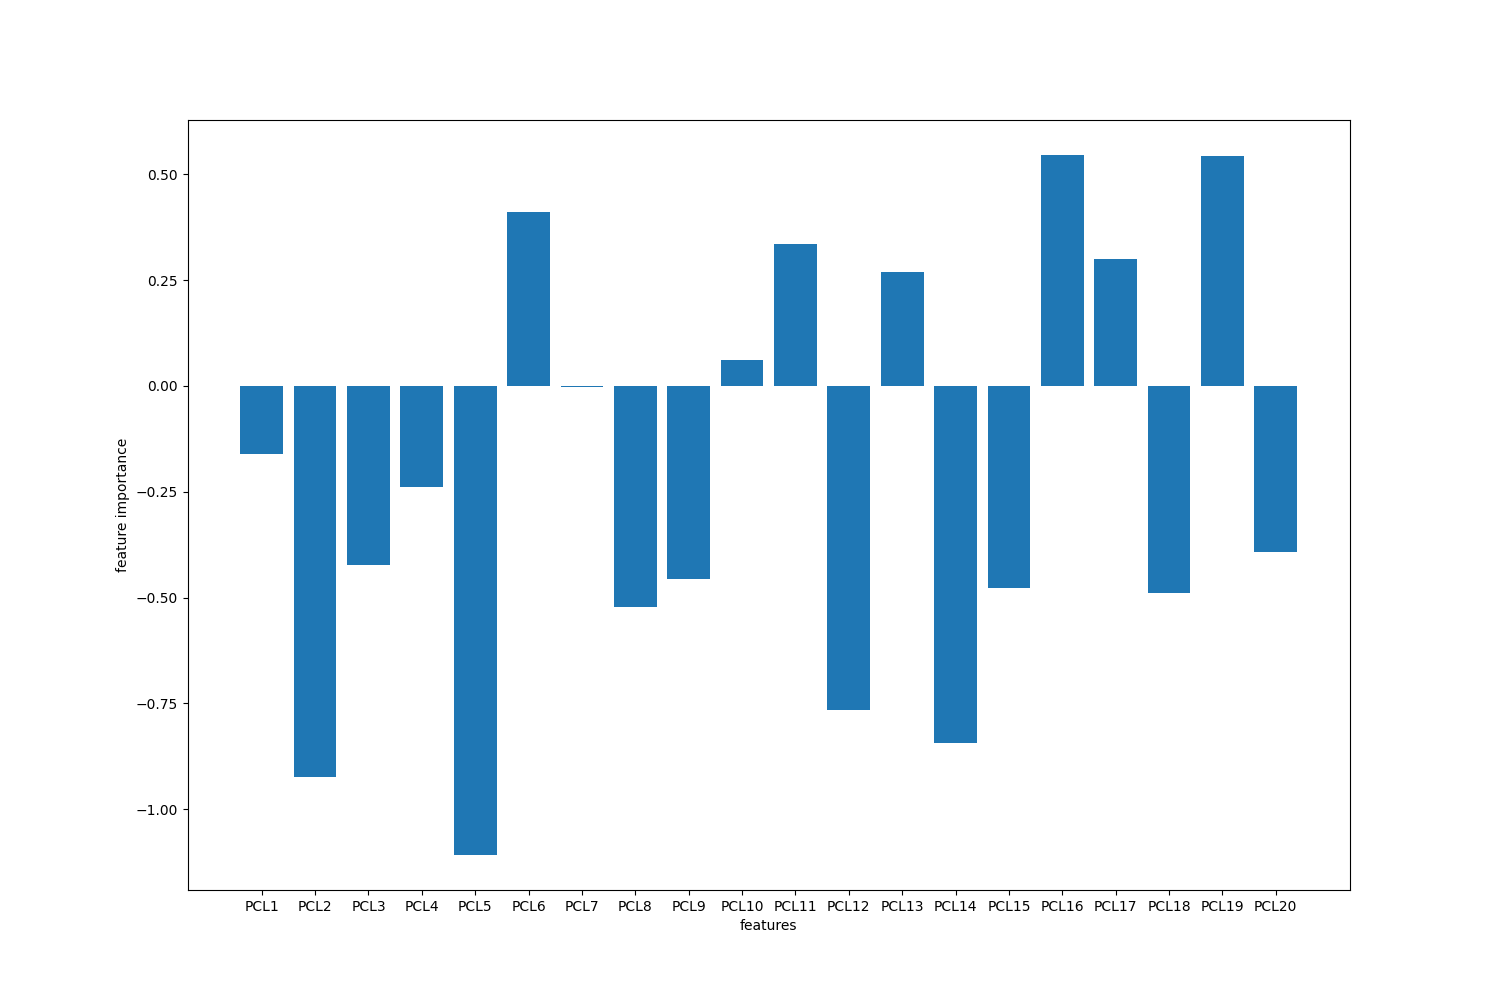 0.50
0.25
0.00
−0.25
−0.50
−0.75
−1.00
feature importance
PCL1 PCL2 PCL3 PCL4 PCL5 PCL6 PCL7 PCL8 PCL9 PCL10 PCL11 PCL12 PCL13 PCL14 PCL15 PCL16 PCL17 PCL18 PCL19 PCL20
features